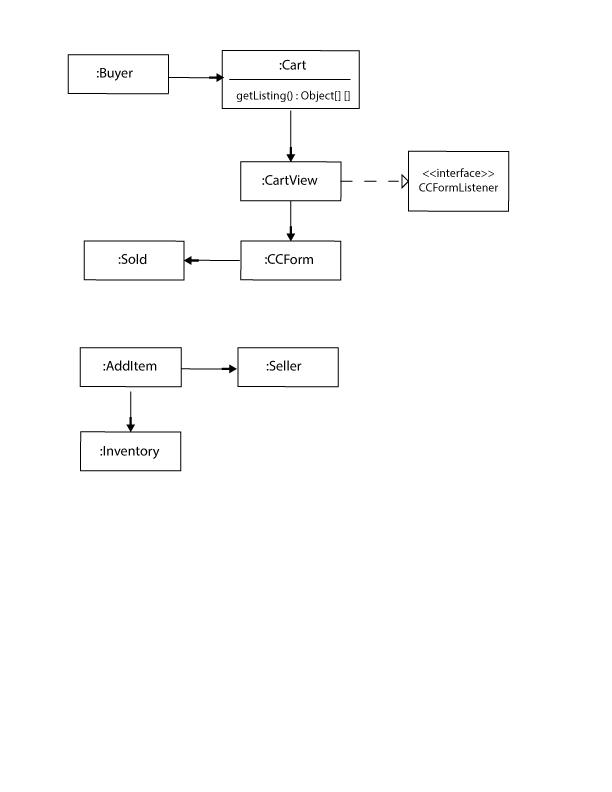 :Buyer
:Cart
getListing() : Object[] []
:CartView
<<interface>>
CCFormListener
:Sold
:CCForm
:AddItem
:Seller
:Inventory